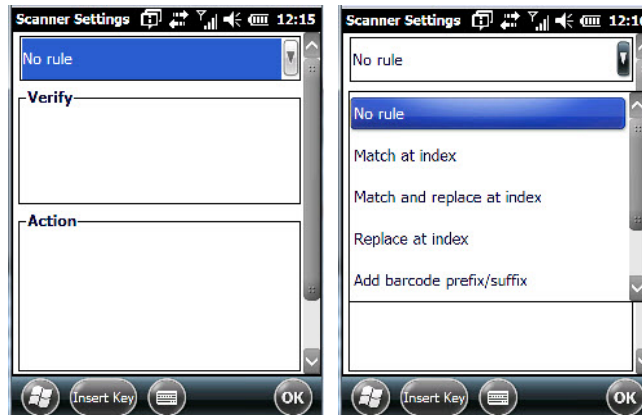 Scanner Settings 12:15
No rule
Verify
Action
Insert Key OK
Scanner Settings 12:16
No rule
No rule
Match at index
Match and replace at index
Replace at index
Add barcode prefix/suffix
Insert Key OK